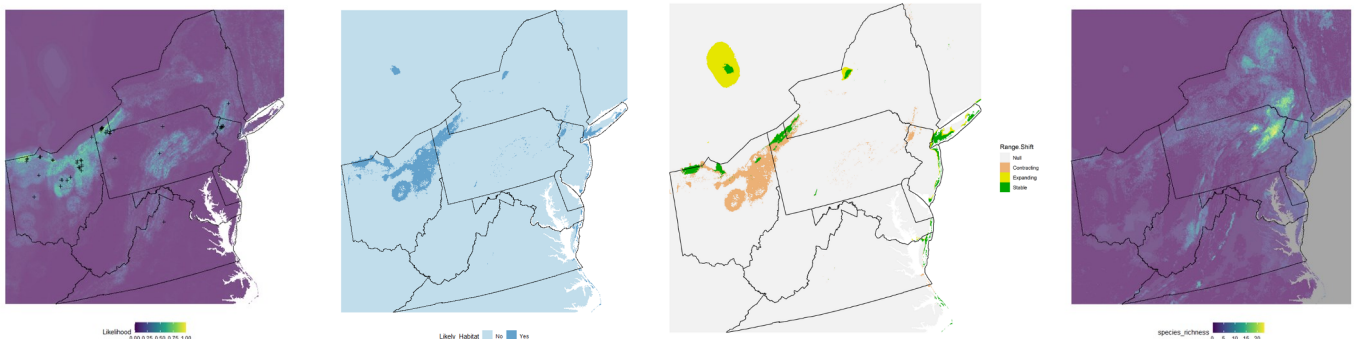 Range.Shift
Null
Contracting
Expanding
Stable
Likelihood
0.00 0.25 0.50 0.75 1.00
Likely_Habitat No Yes
species_richness
0 5 10 15 20